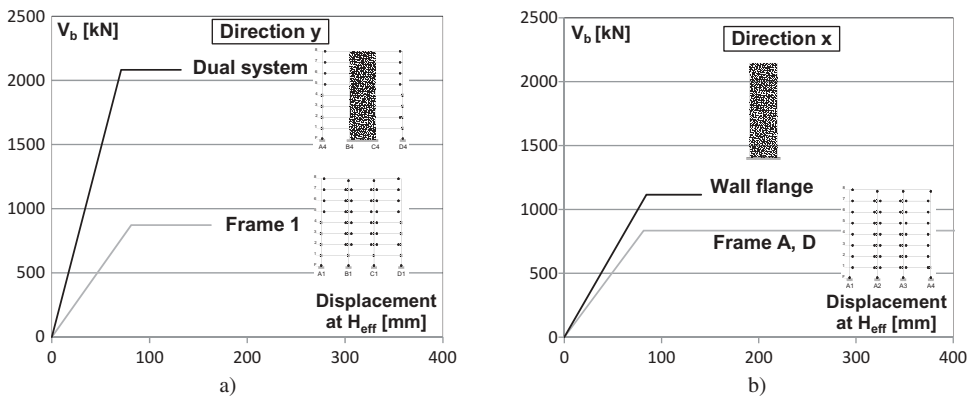 2500
V_b [kN]
Direction y
2000
Dual system
1500
A4 B4 C4 D4
1000
Frame 1
500
A1 B1 C1 D1
Displacement
at H_eff [mm]
0
0 100 200 300 400
a)
2500
V_b [kN]
Direction x
2000
1500
Wall flange
1000
Frame A, D
500
A1 A2 A3 A4
Displacement
at H_eff [mm]
0
0 100 200 300 400
b)